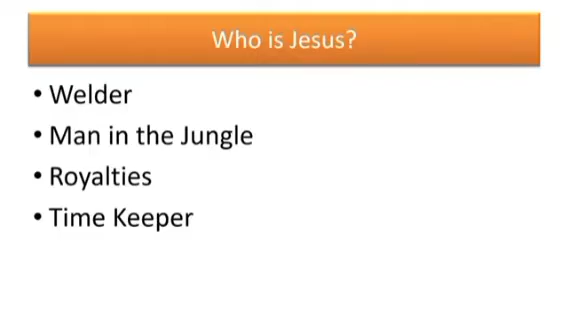 Who is Jesus?
• Welder
• Man in the Jungle
• Royalties
• Time Keeper